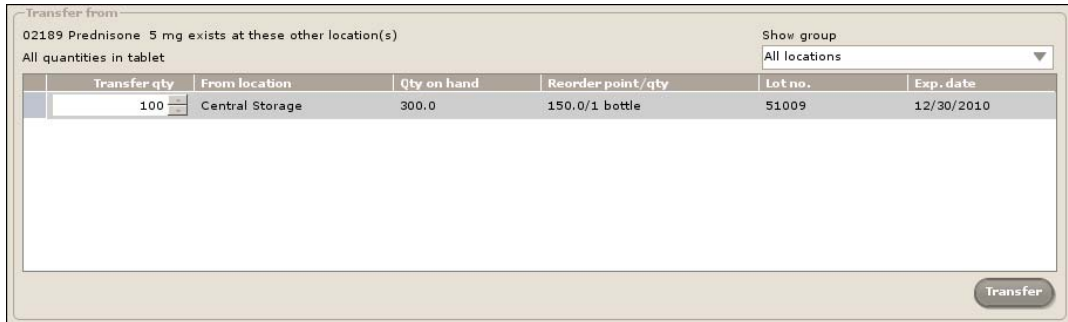 Transfer from
02189 Prednisone 5 mg exists at these other location(s)
Show group
All quantities in tablet
All locations
Transfer qty From location Qty on hand Reorder point/qty Lot no. Exp. date
100 Central Storage 300.0 150.0/1 bottle 51009 12/30/2010
Transfer